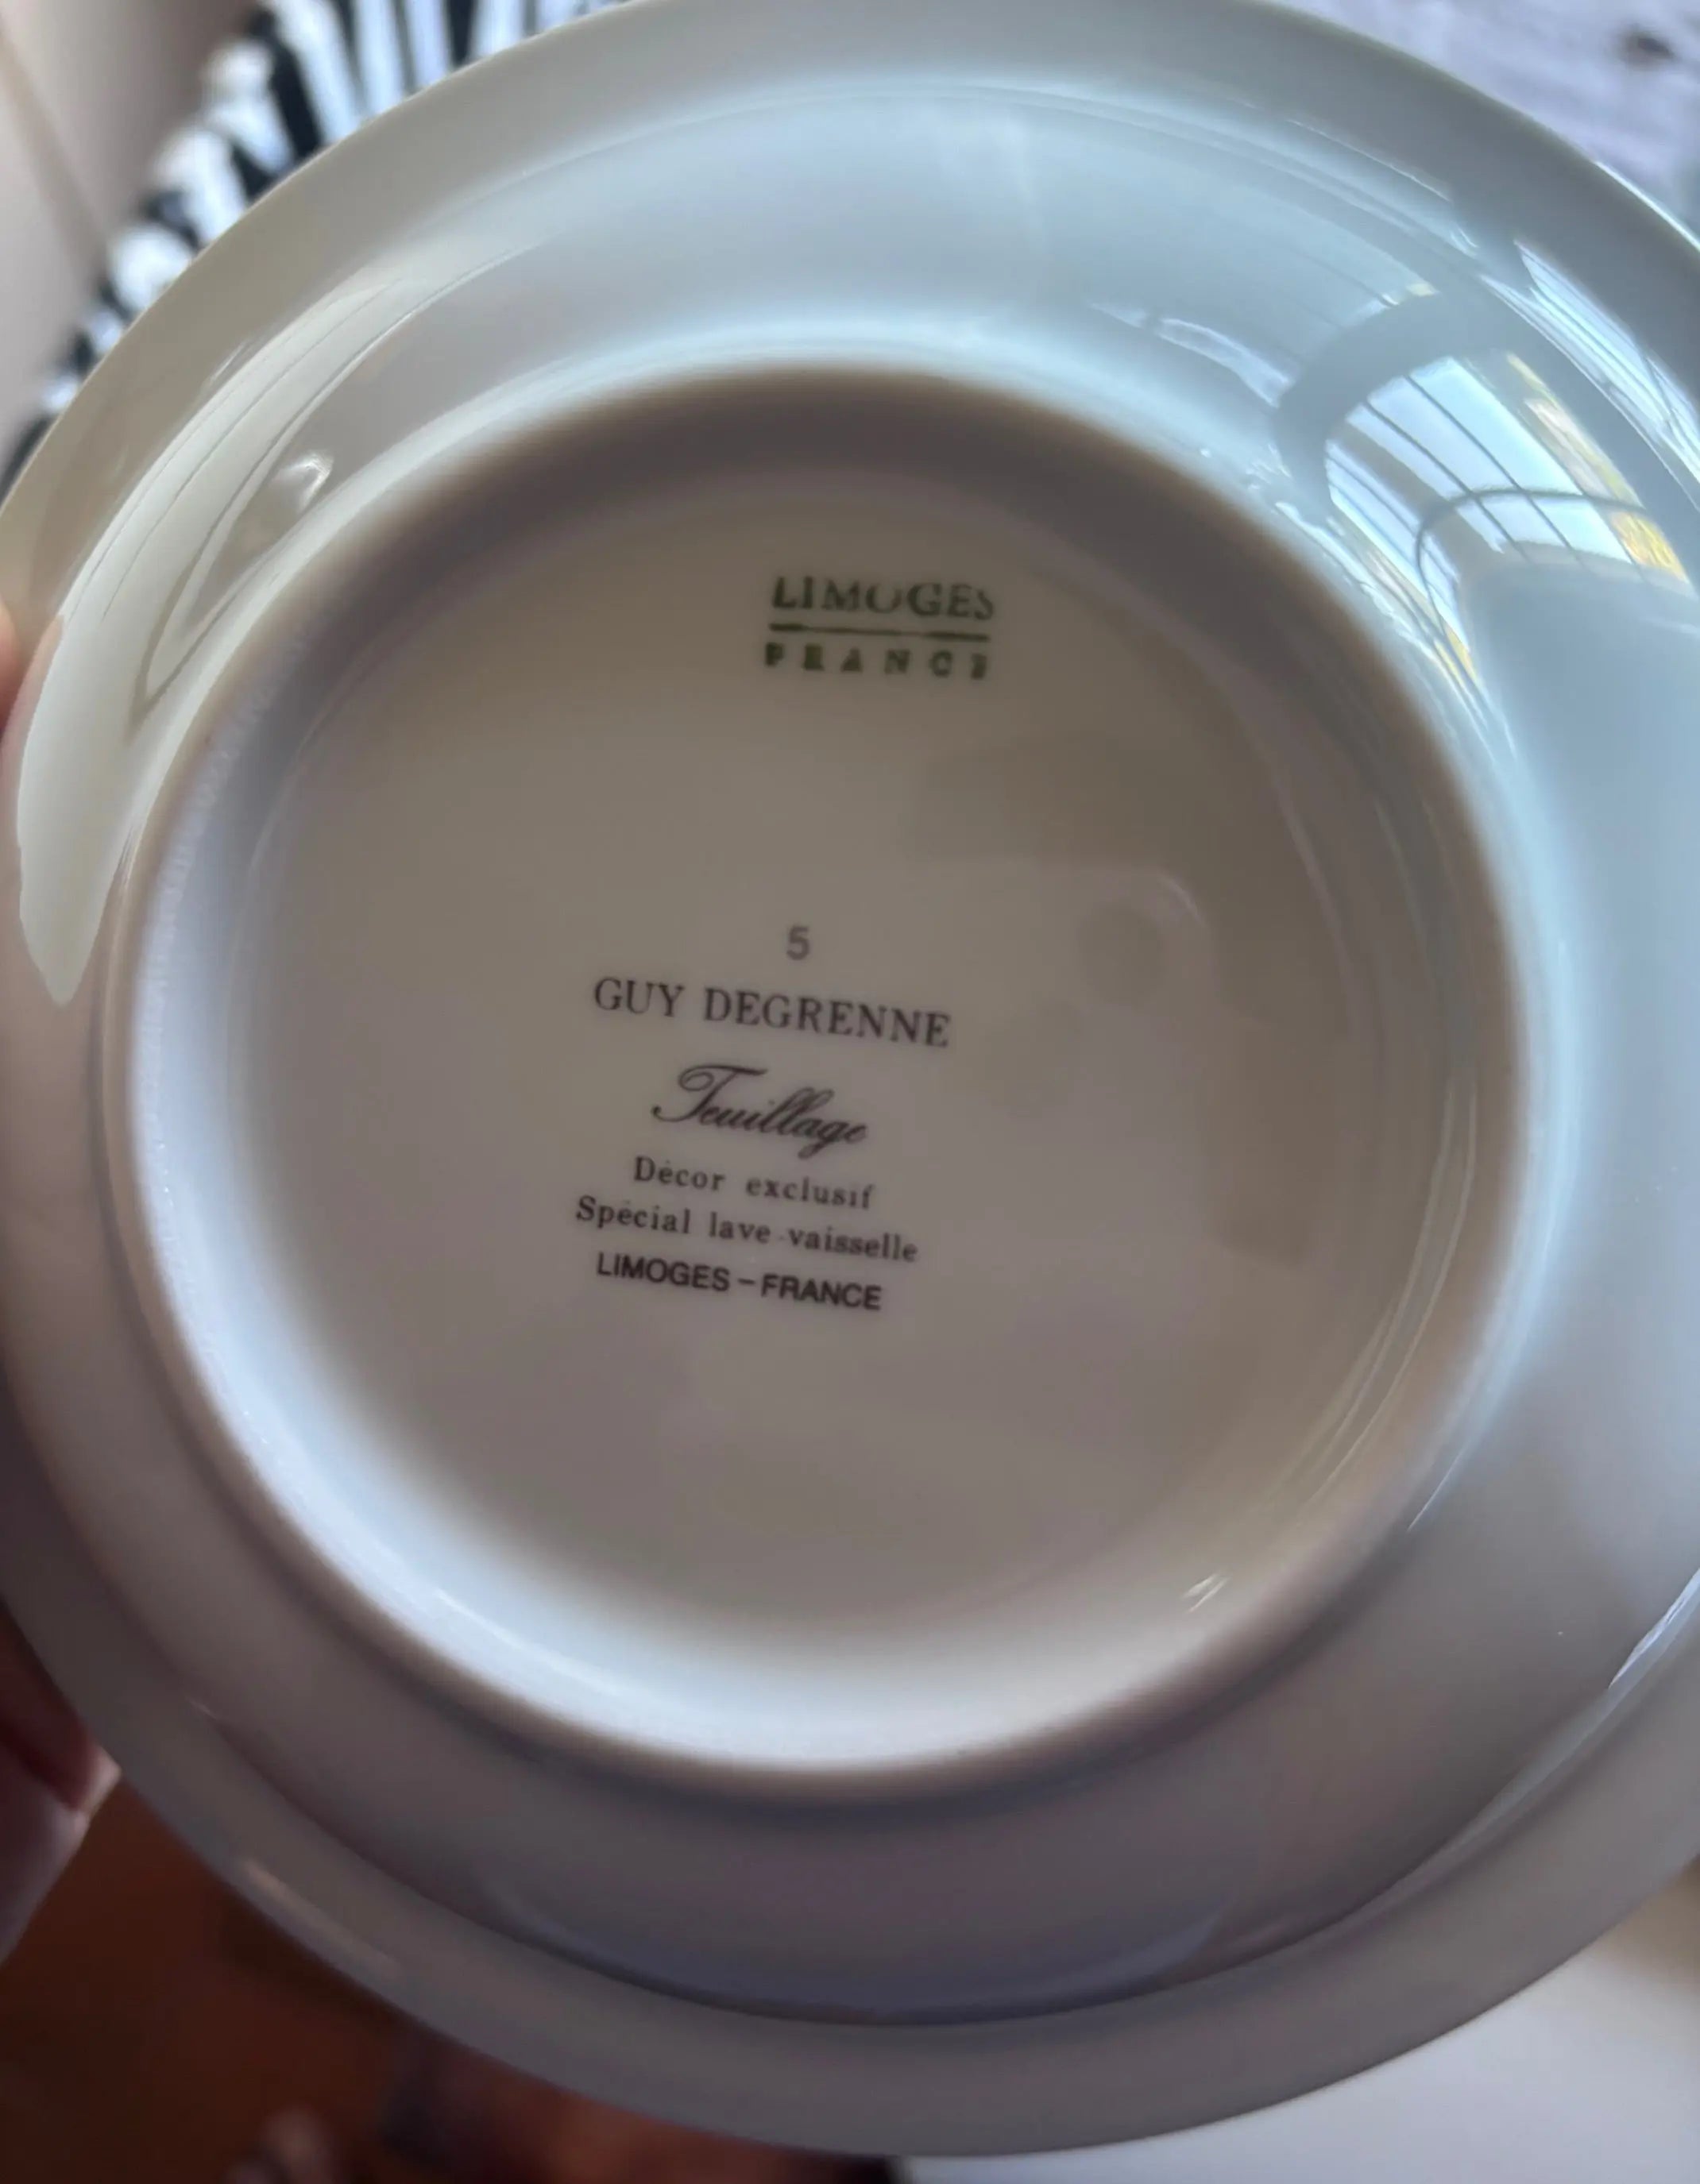 LIMOGES
FRANCE
5
GUY DEGRENNE
Feuillage
Décor exclusif
Spécial lave-vaisselle
LIMOGES – FRANCE